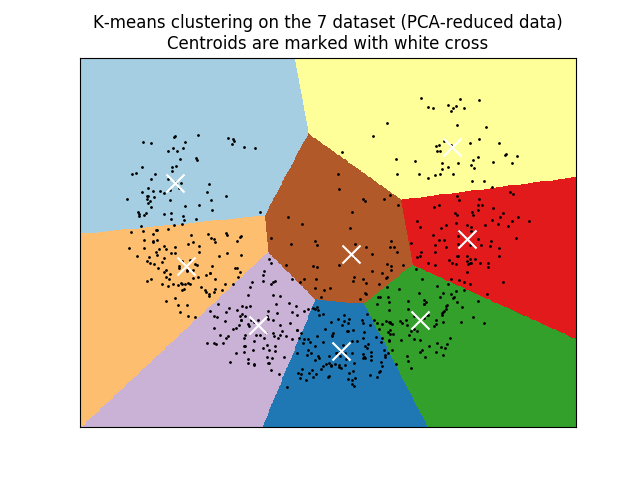 K-means clustering on the 7 dataset (PCA-reduced data)
Centroids are marked with white cross